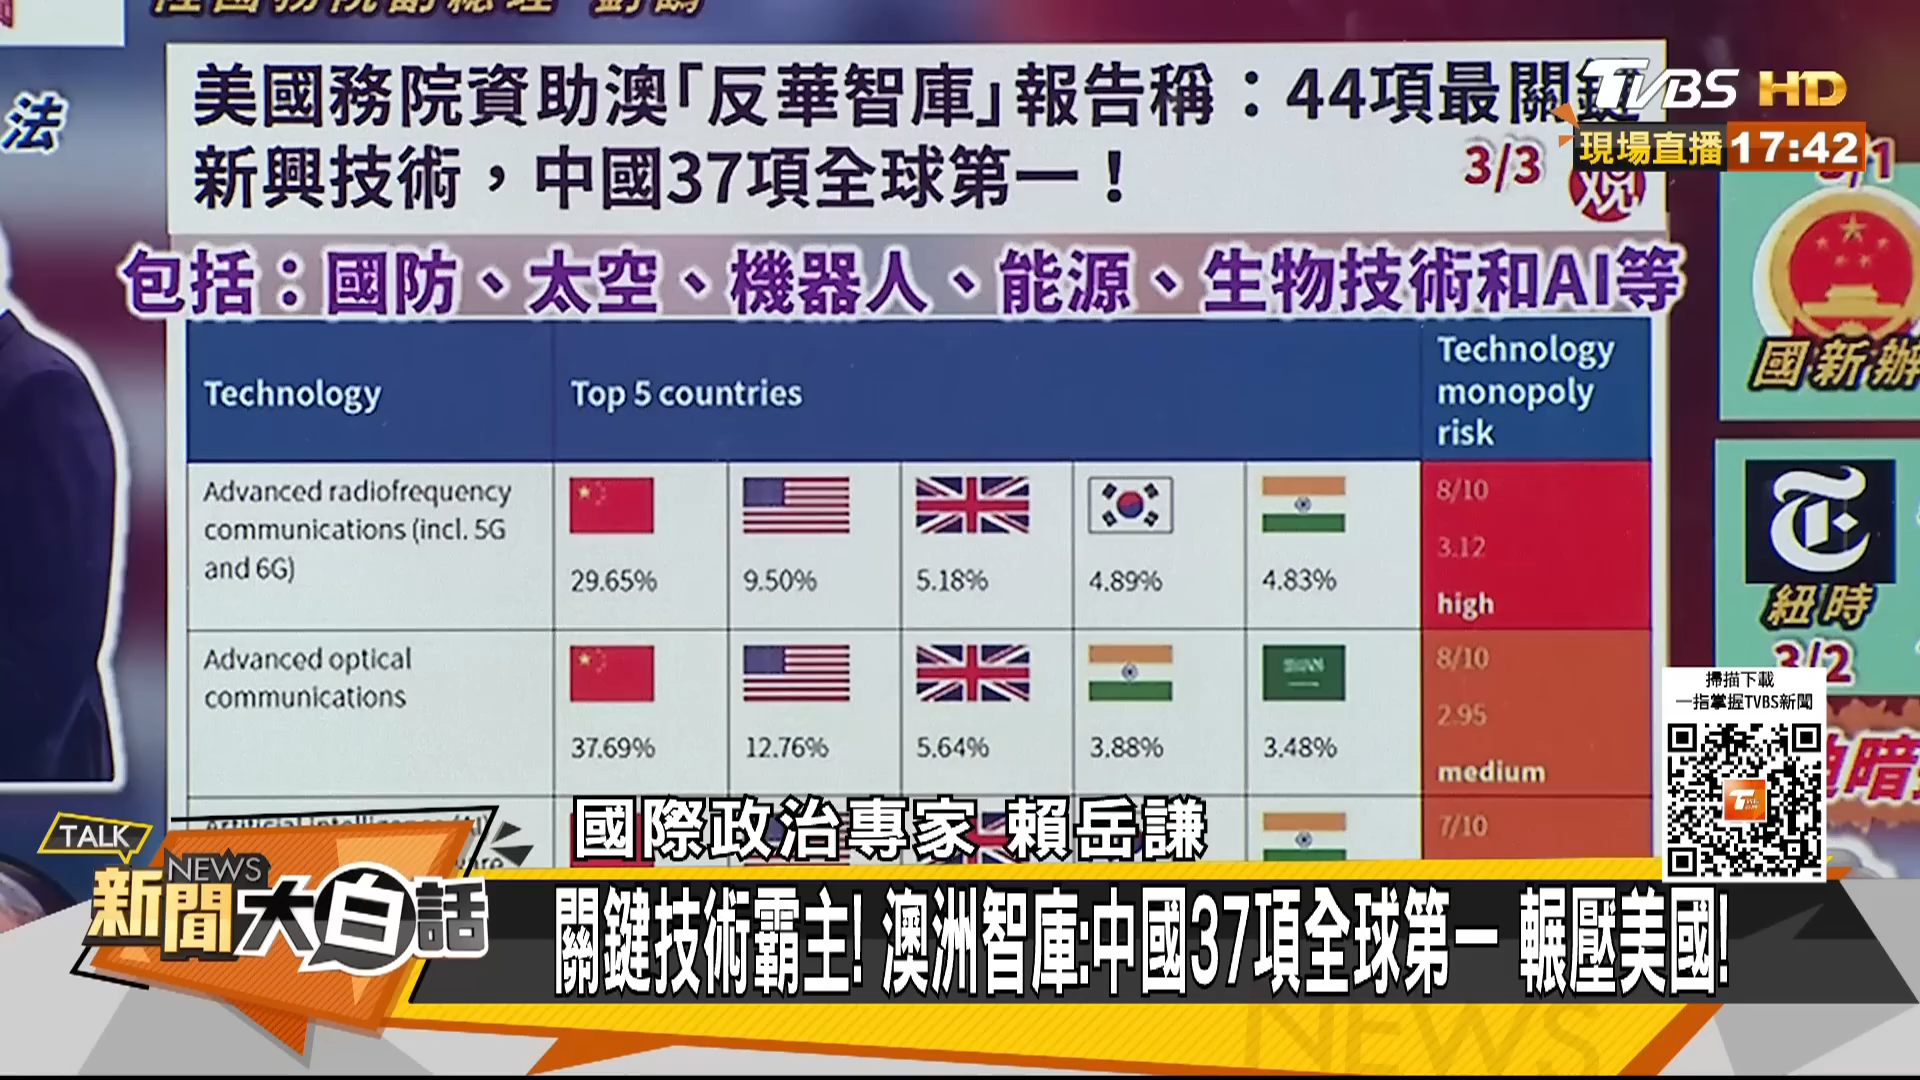 美國務院資助澳「反華智庫」報告稱：44項最關鍵
新興技術，中國37項全球第一！
3/3
TVBS HD
現場直播 17:42
法
包括：國防、太空、機器人、能源、生物技術和AI等
Technology
Top 5 countries
Technology
monopoly
risk
Advanced radiofrequency
communications (incl. 5G
and 6G)
29.65%
9.50%
5.18%
4.89%
4.83%
8/10
3.12
high
Advanced optical
communications
37.69%
12.76%
5.64%
3.88%
3.48%
8/10
2.95
medium
7/10
國新辦
紐時
3/2
掃描下載
一指掌握TVBS新聞
國際政治專家 賴岳謙
TALK
NEWS
新聞大白話
關鍵技術霸主! 澳洲智庫:中國37項全球第一 輾壓美國!
NEWS